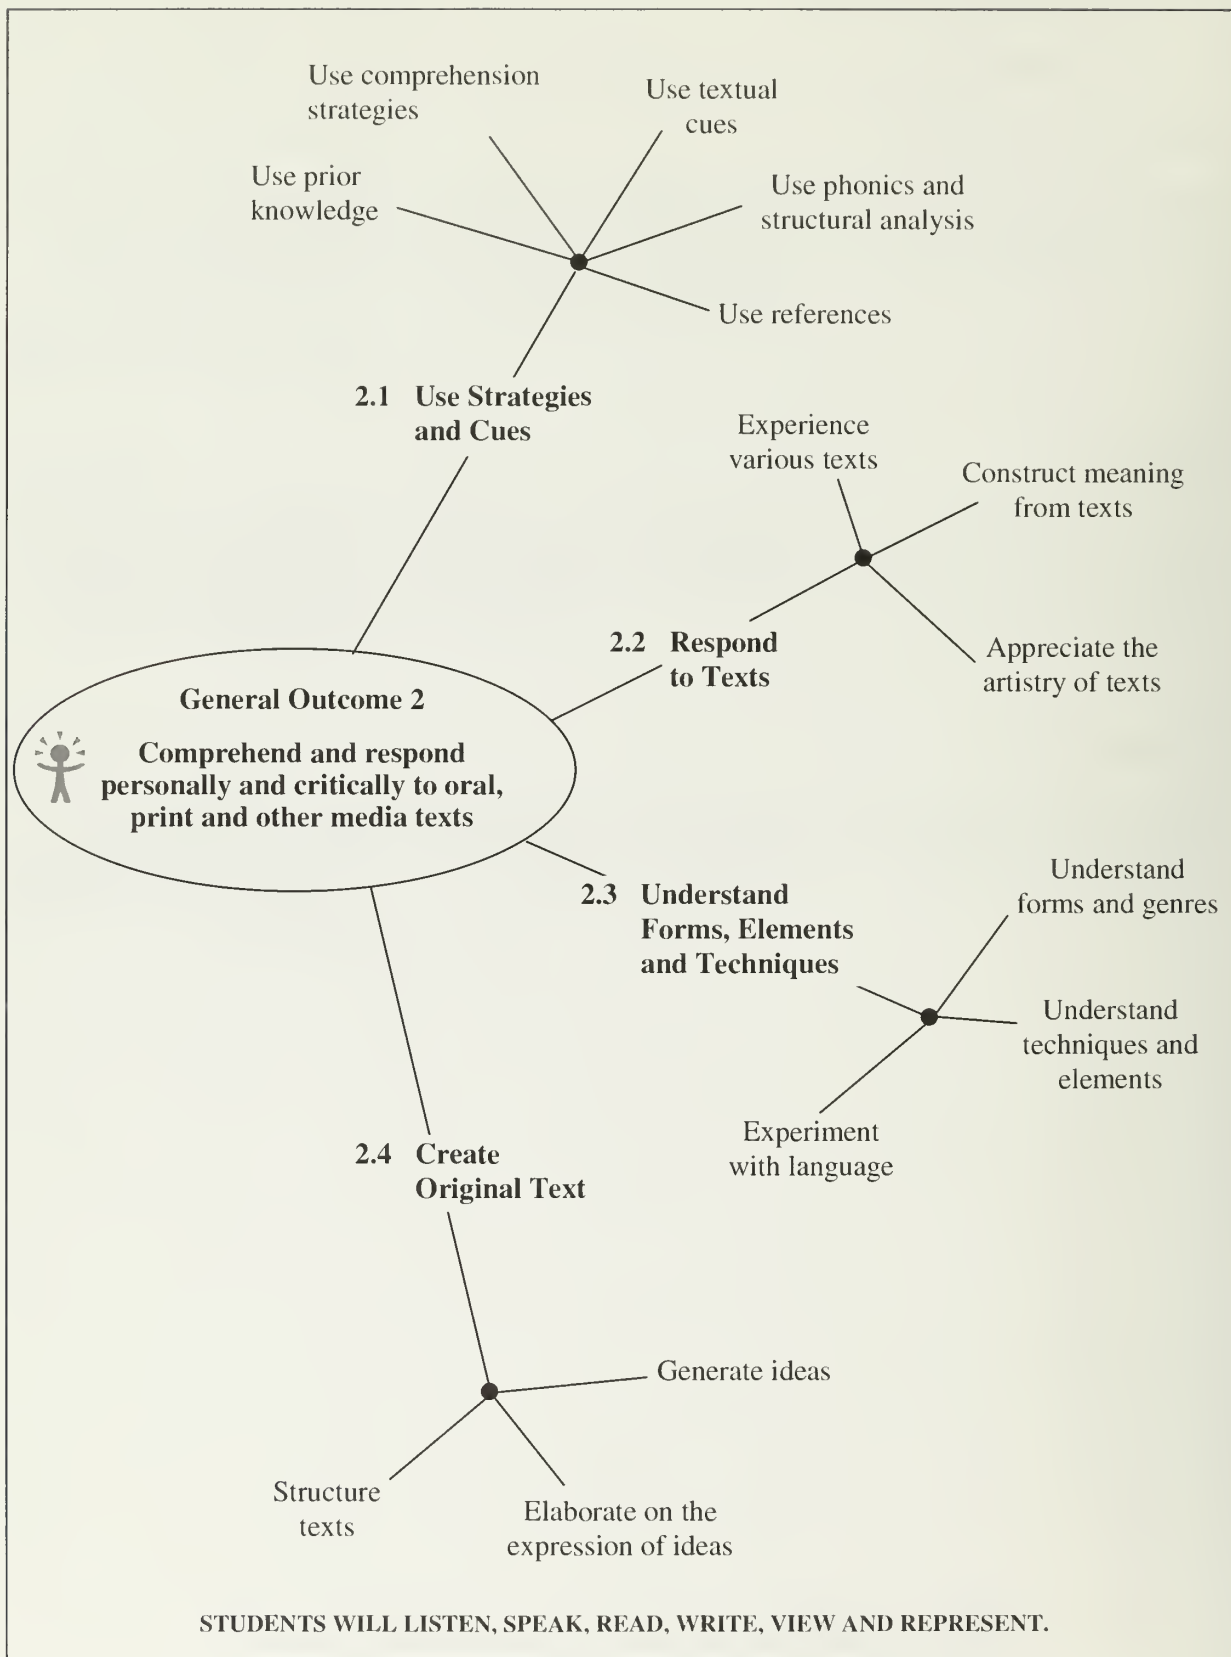 Use comprehension
strategies
Use textual
cues
Use prior
knowledge
Use phonics and
structural analysis
Use references
2.1 Use Strategies
and Cues
Experience
various texts
Construct meaning
from texts
2.2 Respond
to Texts
Appreciate the
artistry of texts
General Outcome 2
Comprehend and respond
personally and critically to oral,
print and other media texts
2.3 Understand
Forms, Elements
and Techniques
Understand
forms and genres
Understand
techniques and
elements
Experiment
with language
2.4 Create
Original Text
Generate ideas
Structure
texts
Elaborate on the
expression of ideas
STUDENTS WILL LISTEN, SPEAK, READ, WRITE, VIEW AND REPRESENT.